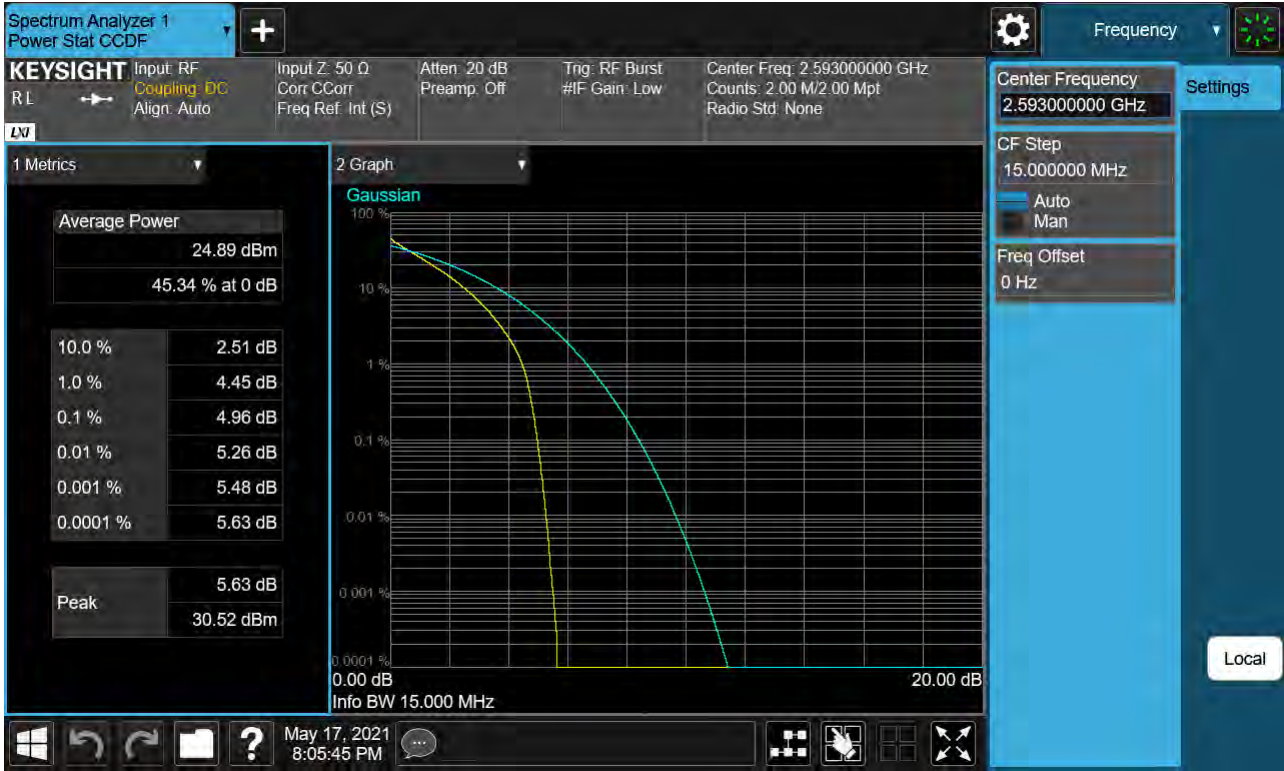 Spectrum Analyzer 1
Power Stat CCDF
+
Frequency
KEYSIGHT
R L
LXI
Input: RF
Coupling: DC
Align: Auto
Input Z: 50 Ω
Corr CCorr
Freq Ref: Int (S)
Atten: 20 dB
Preamp: Off
Trig: RF Burst
#IF Gain: Low
Center Freq: 2.593000000 GHz
Counts: 2.00 M/2.00 Mpt
Radio Std: None
Center Frequency
2.593000000 GHz
Settings
CF Step
15.000000 MHz
Auto
Man
Freq Offset
0 Hz
Local
1 Metrics
Average Power
24.89 dBm
45.34 % at 0 dB
10.0 % 2.51 dB
1.0 % 4.45 dB
0.1 % 4.96 dB
0.01 % 5.26 dB
0.001 % 5.48 dB
0.0001 % 5.63 dB
Peak
5.63 dB
30.52 dBm
2 Graph
Gaussian
100 %
10 %
1 %
0.1 %
0.01 %
0.001 %
0.0001 %
0.00 dB 20.00 dB
Info BW 15.000 MHz
?
May 17, 2021
8:05:45 PM